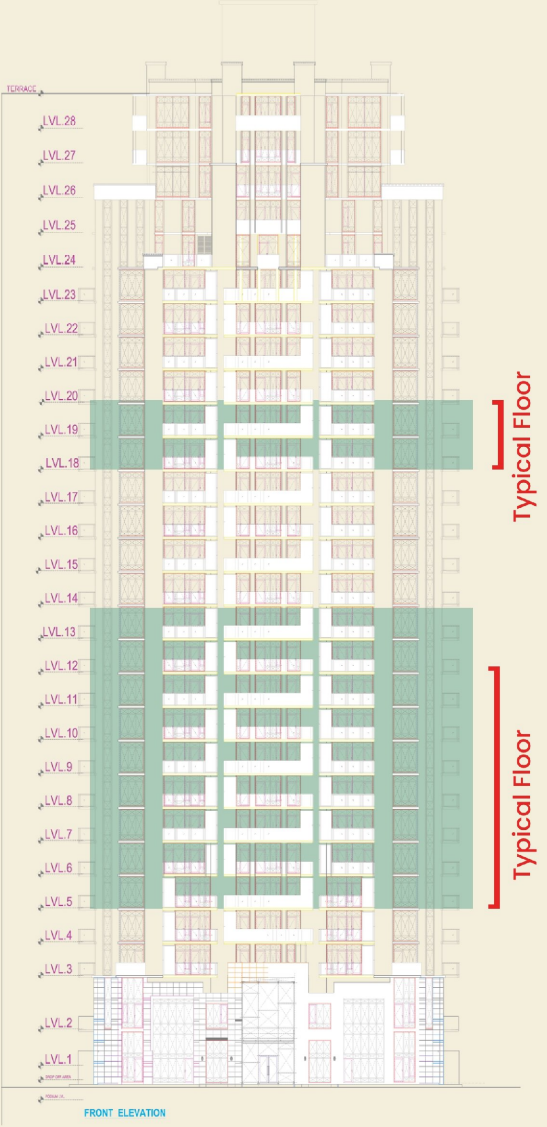 TERRACE
LVL.28
LVL.27
LVL.26
LVL.25
LVL.24
LVL.23
LVL.22
LVL.21
LVL.20
LVL.19
LVL.18
LVL.17
LVL.16
LVL.15
LVL.14
LVL.13
LVL.12
LVL.11
LVL.10
LVL.9
LVL.8
LVL.7
LVL.6
LVL.5
LVL.4
LVL.3
LVL.2
LVL.1
Typical Floor
Typical Floor
FRONT ELEVATION